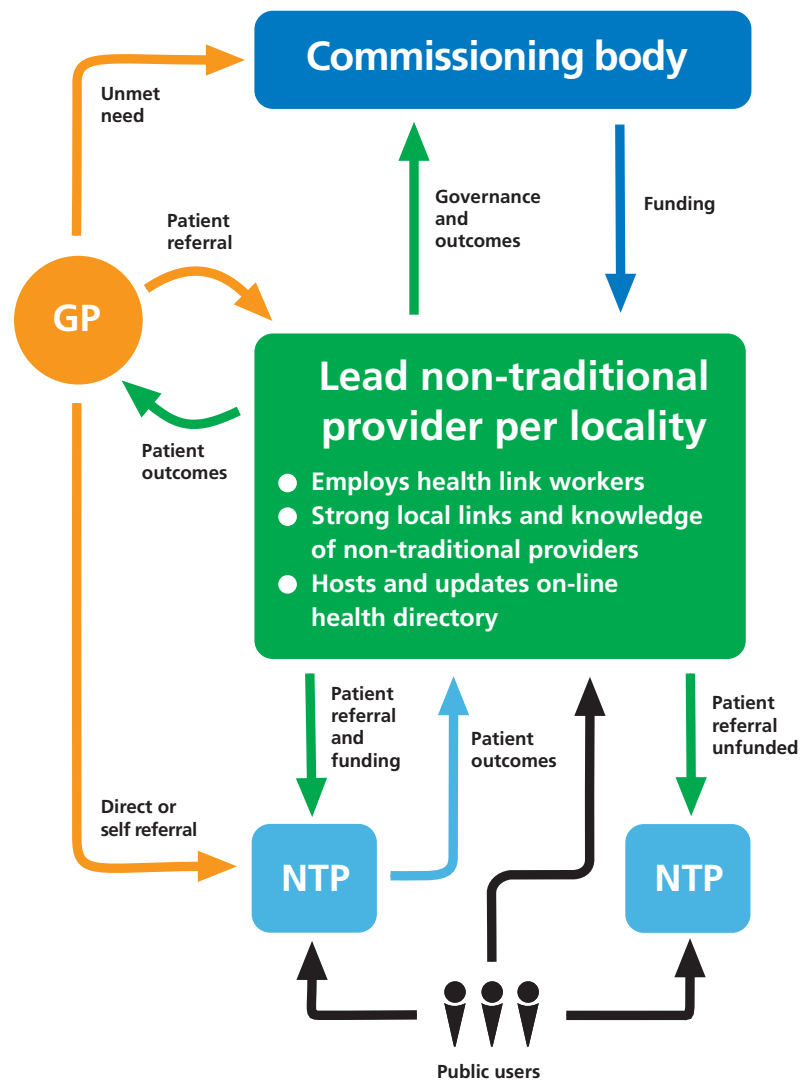 Commissioning body
Unmet
need
Governance
and
outcomes
Funding
Patient
referral
GP
Patient
outcomes
Lead non-traditional
provider per locality
Employs health link workers
Strong local links and knowledge
of non-traditional providers
Hosts and updates on-line
health directory
Patient
referral
and
funding
Patient
outcomes
Patient
referral
unfunded
Direct or
self referral
NTP
NTP
Public users